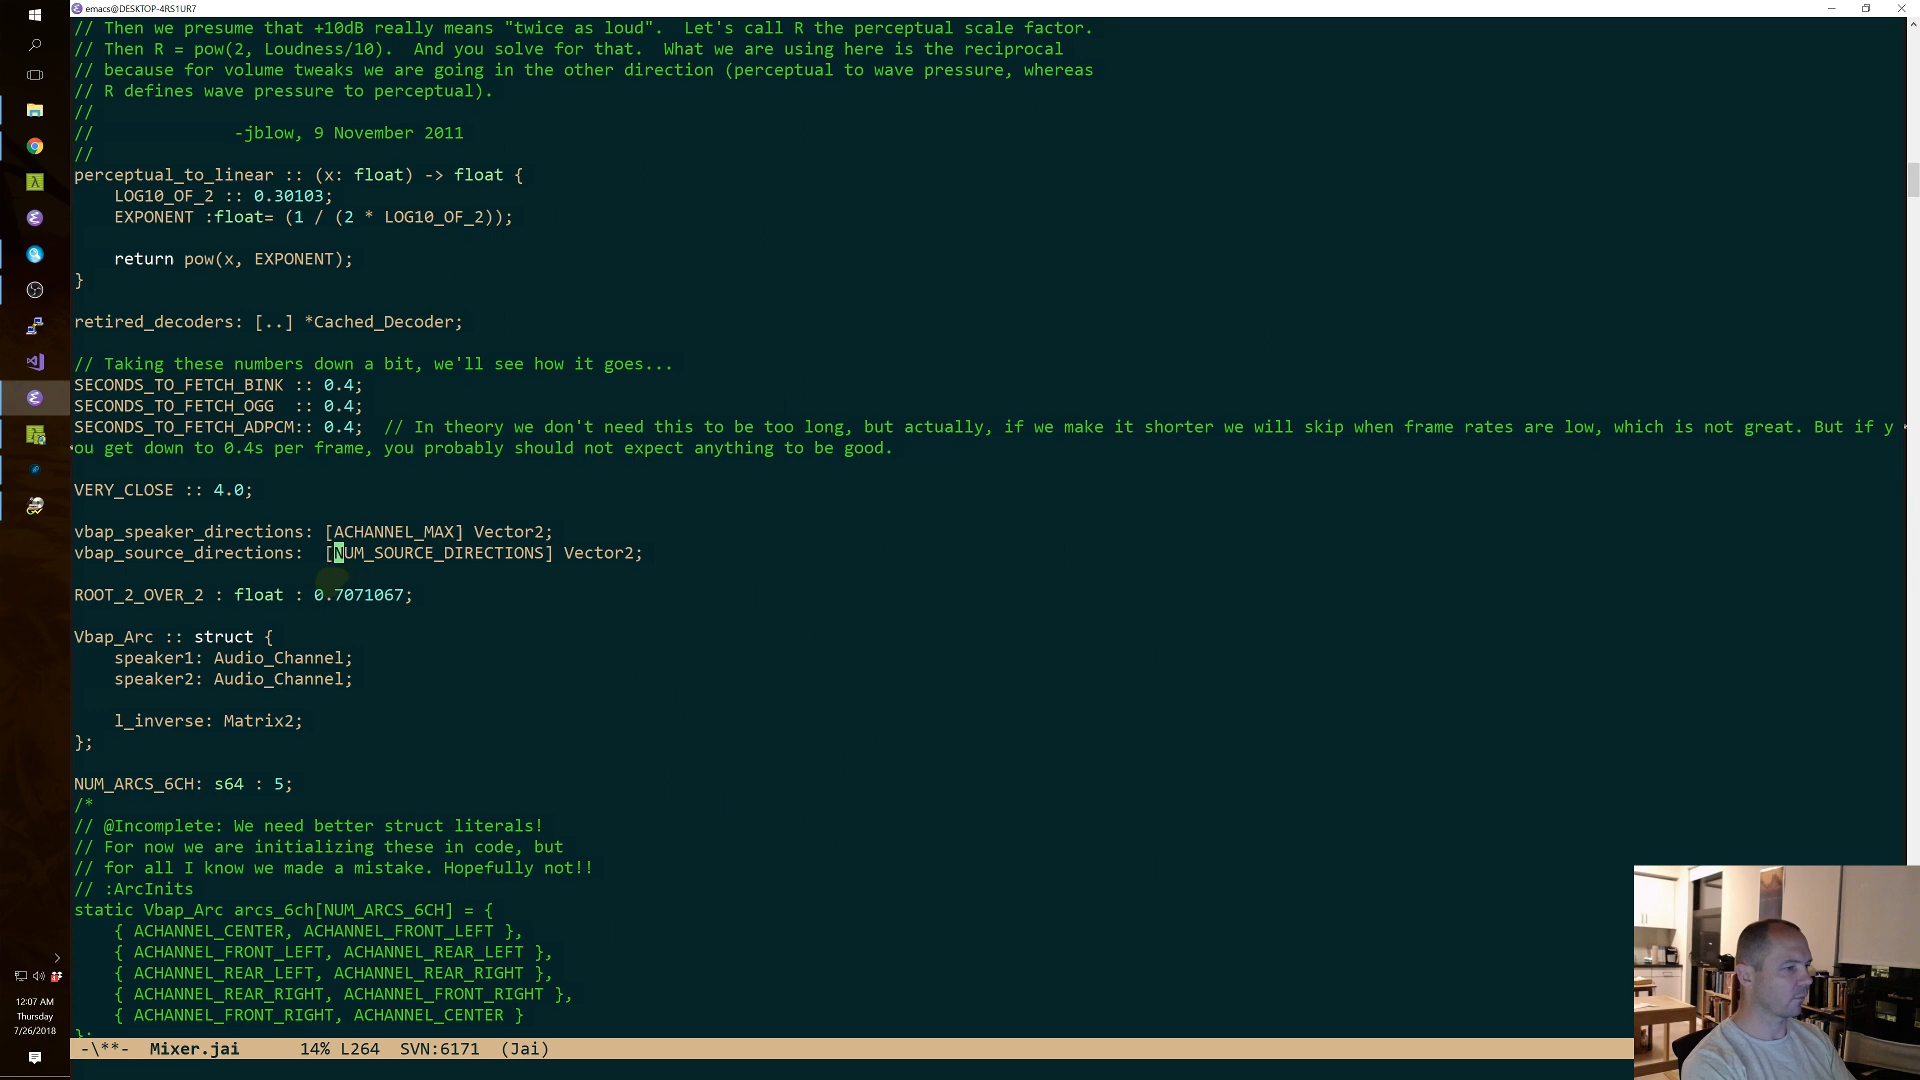 emacs@DESKTOP-4RS1UR7
// Then we presume that +10dB really means "twice as loud".  Let's call R the perceptual scale factor.
// Then R = pow(2, Loudness/10).  And you solve for that.  What we are using here is the reciprocal
// because for volume tweaks we are going in the other direction (perceptual to wave pressure, whereas
// R defines wave pressure to perceptual).
//
//              -jblow, 9 November 2011
//
perceptual_to_linear :: (x: float) -> float {
    LOG10_OF_2 :: 0.30103;
    EXPONENT :float= (1 / (2 * LOG10_OF_2));
    return pow(x, EXPONENT);
}
retired_decoders: [..] *Cached_Decoder;
// Taking these numbers down a bit, we'll see how it goes...
SECONDS_TO_FETCH_BINK :: 0.4;
SECONDS_TO_FETCH_OGG  :: 0.4;
SECONDS_TO_FETCH_ADPCM:: 0.4;  // In theory we don't need this to be too long, but actually, if we make it shorter we will skip when frame rates are low, which is not great. But if y
ou get down to 0.4s per frame, you probably should not expect anything to be good.
VERY_CLOSE :: 4.0;
vbap_speaker_directions: [ACHANNEL_MAX] Vector2;
vbap_source_directions:  [NUM_SOURCE_DIRECTIONS] Vector2;
ROOT_2_OVER_2 : float : 0.7071067;
Vbap_Arc :: struct {
    speaker1: Audio_Channel;
    speaker2: Audio_Channel;
    l_inverse: Matrix2;
};
NUM_ARCS_6CH: s64 : 5;
/*
// @Incomplete: We need better struct literals!
// For now we are initializing these in code, but
// for all I know we made a mistake. Hopefully not!!
// :ArcInits
static Vbap_Arc arcs_6ch[NUM_ARCS_6CH] = {
    { ACHANNEL_CENTER, ACHANNEL_FRONT_LEFT },
    { ACHANNEL_FRONT_LEFT, ACHANNEL_REAR_LEFT },
    { ACHANNEL_REAR_LEFT, ACHANNEL_REAR_RIGHT },
    { ACHANNEL_REAR_RIGHT, ACHANNEL_FRONT_RIGHT },
    { ACHANNEL_FRONT_RIGHT, ACHANNEL_CENTER }
};
-\**-  Mixer.jai      14% L264  SVN:6171  (Jai)
12:07 AM
Thursday
7/26/2018